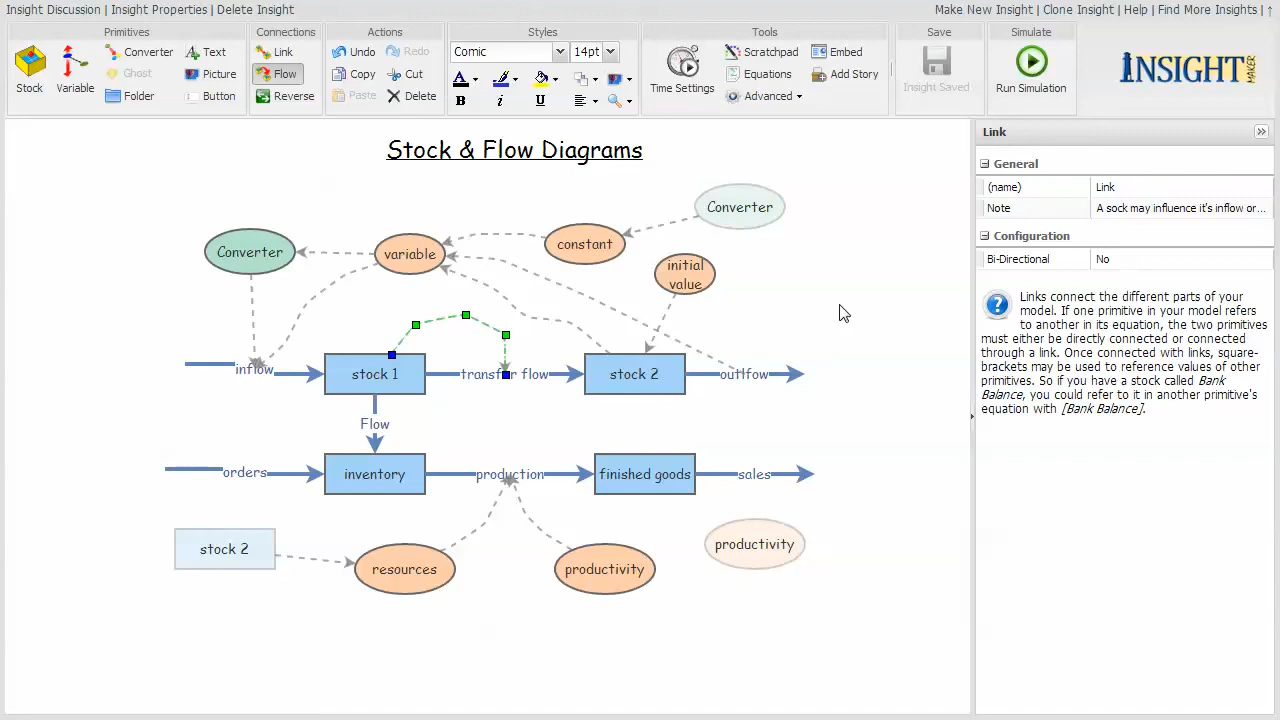 Insight Discussion | Insight Properties | Delete Insight
Make New Insight | Clone Insight | Help | Find More Insights | ↑
Primitives
Connections
Actions
Styles
Tools
Save
Simulate
Stock
Variable
Converter
Ghost
Folder
Text
Picture
Button
Link
Flow
Reverse
Undo
Redo
Copy
Cut
Paste
Delete
Comic
14pt
A
B
i
U
Time Settings
Scratchpad
Equations
Advanced
Embed
Add Story
Insight Saved
Run Simulation
INSIGHT
MAKER
Stock & Flow Diagrams
Converter
variable
constant
Converter
initial
value
inflow
stock 1
transfer flow
stock 2
outlfow
Flow
orders
inventory
production
finished goods
sales
stock 2
resources
productivity
productivity
Link
General
(name)
Link
Note
A sock may influence it's inflow or...
Configuration
Bi-Directional
No
Links connect the different parts of your
model. If one primitive in your model refers
to another in its equation, the two primitives
must either be directly connected or connected
through a link. Once connected with links, square-
brackets may be used to reference values of other
primitives. So if you have a stock called Bank
Balance, you could refer to it in another primitive's
equation with [Bank Balance].